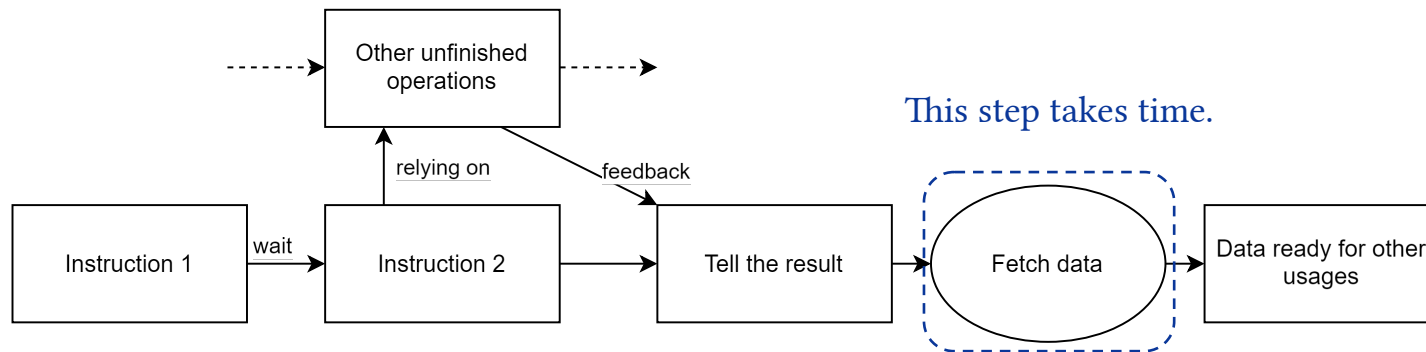 Other unfinished
operations
This step takes time.
relying on
feedback
Instruction 1
wait
Instruction 2
Tell the result
Fetch data
Data ready for other
usages